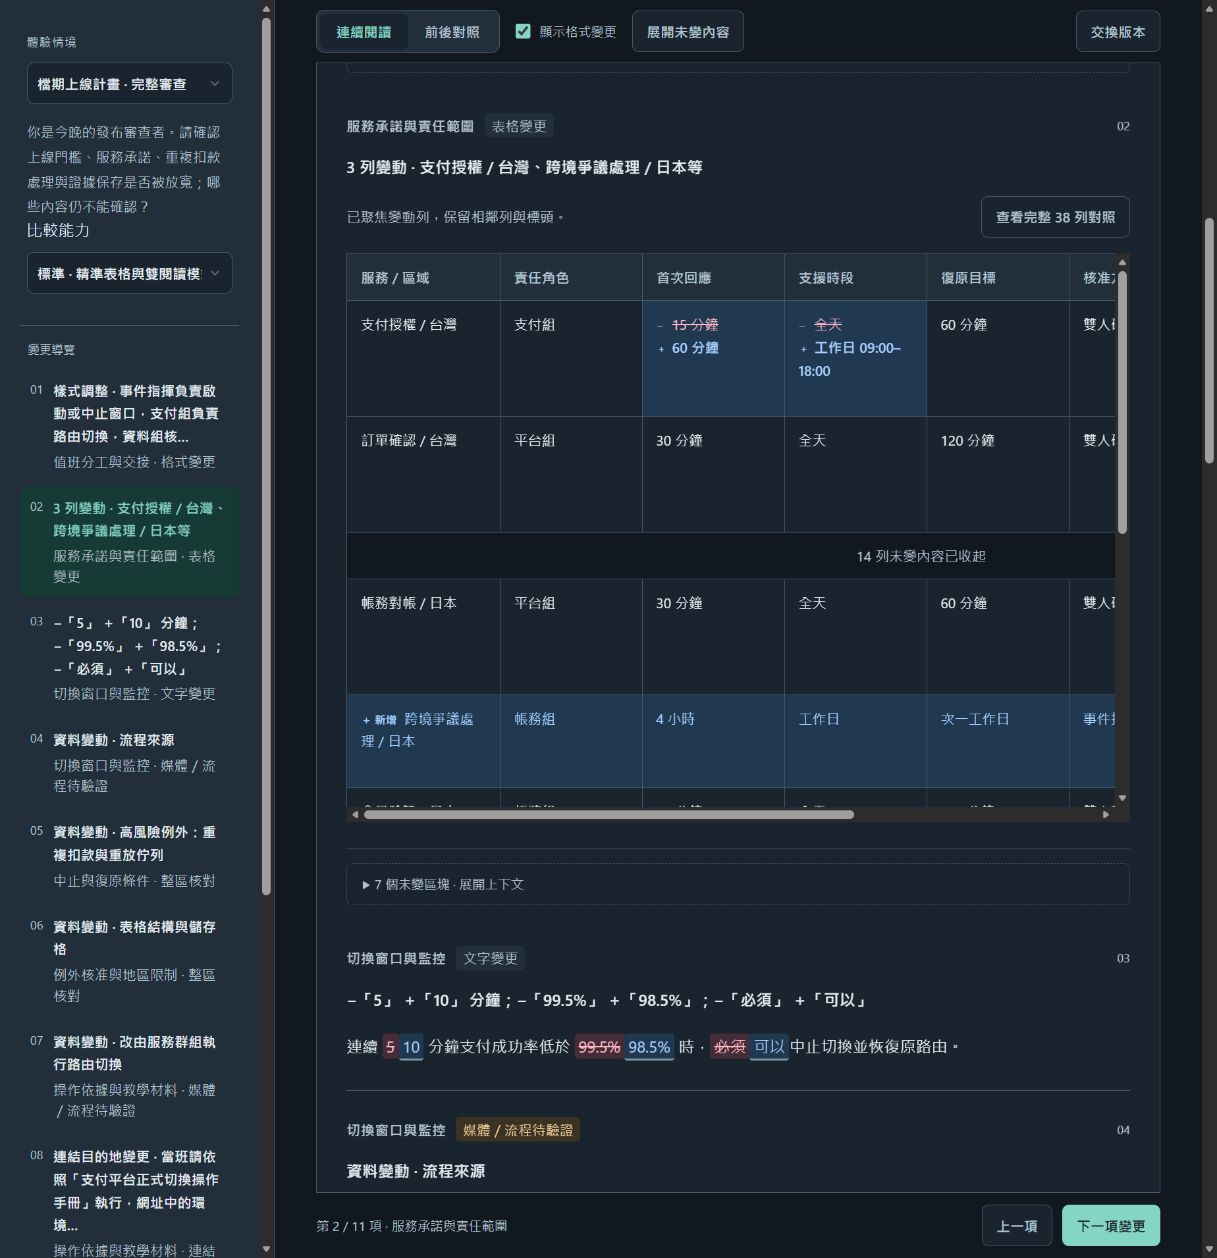 體驗情境
檔期上線計畫 · 完整審查
你是今晚的發布審查者。請確認
上線門檻、服務承諾、重複扣款
處理與證據保存是否被放寬；哪
些內容仍不能確認？
比較能力
標準 · 精準表格與雙閱讀模
變更導覽
01 樣式調整 · 事件指揮負責啟
動或中止窗口，支付組負責
路由切換，資料組核...
值班分工與交接 · 格式變更
02 3 列變動 · 支付授權 / 台灣、
跨境爭議處理 / 日本等
服務承諾與責任範圍 · 表格
變更
03 −「5」 +「10」 分鐘；
−「99.5%」 +「98.5%」；
−「必須」 +「可以」
切換窗口與監控 · 文字變更
04 資料變動 · 流程來源
切換窗口與監控 · 媒體 / 流
程待驗證
05 資料變動 · 高風險例外：重
複扣款與重放佇列
中止與復原條件 · 整區核對
06 資料變動 · 表格結構與儲存
格
例外核准與地區限制 · 整區
核對
07 資料變動 · 改由服務群組執
行路由切換
操作依據與教學材料 · 媒體
/ 流程待驗證
08 連結目的地變更 · 當班請依
照「支付平台正式切換操作
手冊」執行，網址中的環
境...
操作依據與教學材料 · 連結
連續閱讀 前後對照 顯示格式變更 展開未變內容 交換版本
服務承諾與責任範圍 表格變更 02
3 列變動 · 支付授權 / 台灣、跨境爭議處理 / 日本等
已聚焦變動列，保留相鄰列與標頭。 查看完整 38 列對照
服務 / 區域 責任角色 首次回應 支援時段 復原目標 核准
支付授權 / 台灣 支付組 − 15 分鐘 − 全天 60 分鐘 雙人
+ 60 分鐘 + 工作日 09:00–
18:00
訂單確認 / 台灣 平台組 30 分鐘 全天 120 分鐘 雙人
14 列未變內容已收起
帳務對帳 / 日本 平台組 30 分鐘 全天 60 分鐘 雙人
+ 新增 跨境爭議處 帳務組 4 小時 工作日 次一工作日 事件
理 / 日本
▶ 7 個未變區塊 · 展開上下文
切換窗口與監控 文字變更 03
−「5」 +「10」 分鐘；−「99.5%」 +「98.5%」；−「必須」 +「可以」
連續 5 10 分鐘支付成功率低於 99.5% 98.5% 時，必須 可以 中止切換並恢復原路由。
切換窗口與監控 媒體 / 流程待驗證 04
資料變動 · 流程來源
第 2 / 11 項 · 服務承諾與責任範圍 上一項 下一項變更